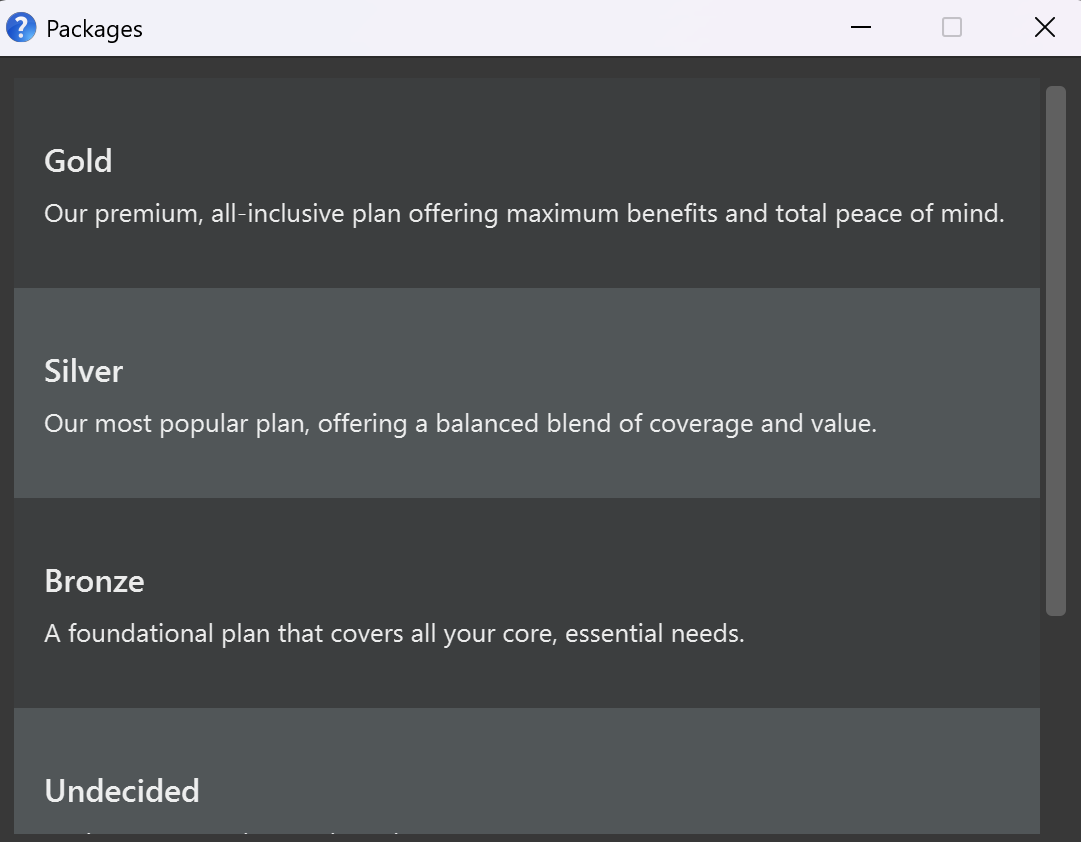 Packages
Gold
Our premium, all-inclusive plan offering maximum benefits and total peace of mind.
Silver
Our most popular plan, offering a balanced blend of coverage and value.
Bronze
A foundational plan that covers all your core, essential needs.
Undecided